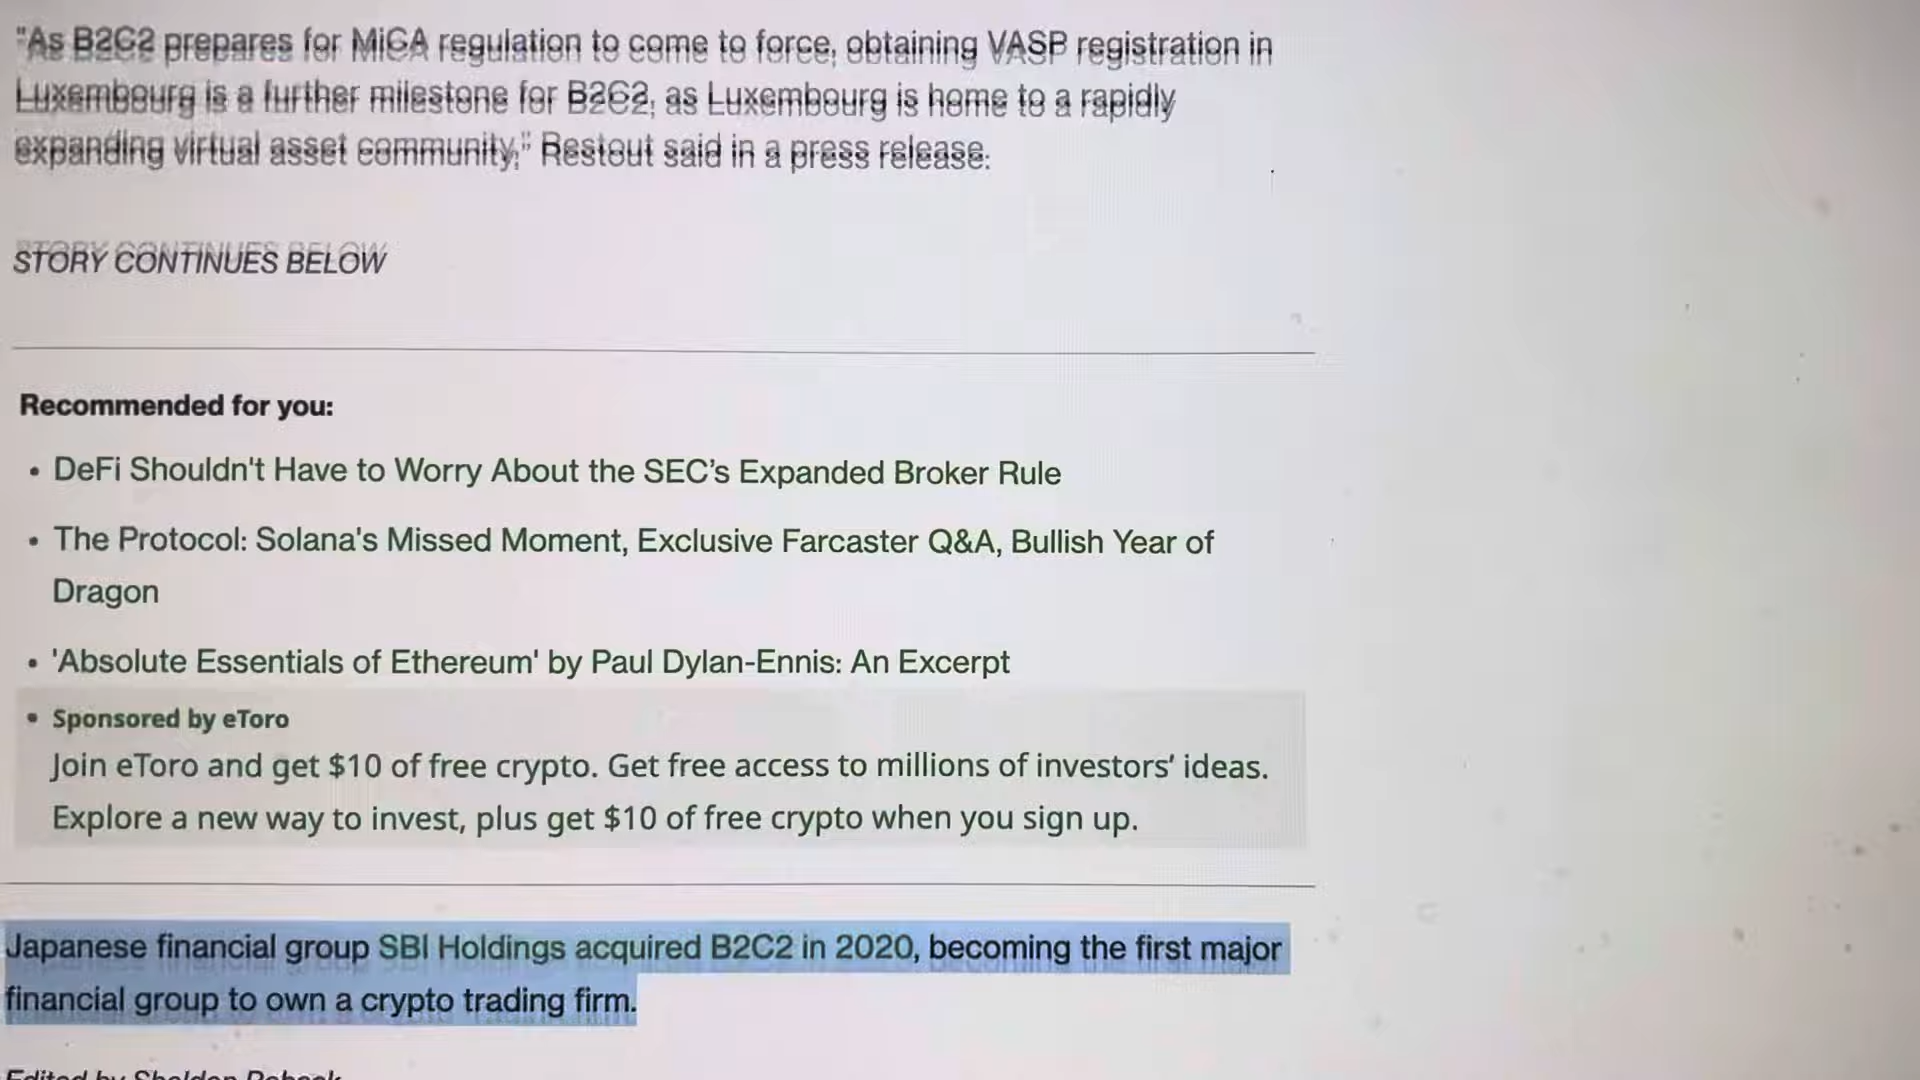 "As B2C2 prepares for MiCA regulation to come to force, obtaining VASP registration in
Luxembourg is a further milestone for B2C2, as Luxembourg is home to a rapidly
expanding virtual asset community," Restout said in a press release.
STORY CONTINUES BELOW
Recommended for you:
• DeFi Shouldn't Have to Worry About the SEC’s Expanded Broker Rule
• The Protocol: Solana's Missed Moment, Exclusive Farcaster Q&A, Bullish Year of
Dragon
• 'Absolute Essentials of Ethereum' by Paul Dylan-Ennis: An Excerpt
• Sponsored by eToro
Join eToro and get $10 of free crypto. Get free access to millions of investors’ ideas.
Explore a new way to invest, plus get $10 of free crypto when you sign up.
Japanese financial group SBI Holdings acquired B2C2 in 2020, becoming the first major
financial group to own a crypto trading firm.
Edited by Sheldon Reback